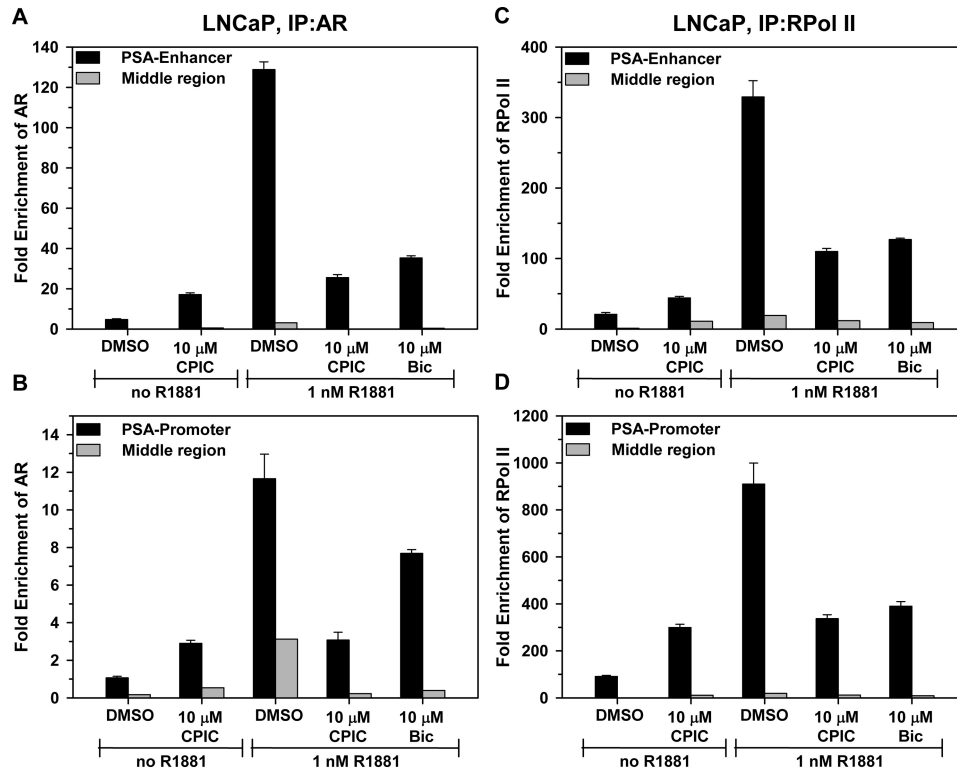 A
LNCaP, IP:AR
140
120
100
80
60
40
20
0
Fold Enrichment of AR
PSA-Enhancer
Middle region
DMSO
10 µM
CPIC
DMSO
10 µM
CPIC
10 µM
Bic
no R1881
1 nM R1881
C
LNCaP, IP:RPol II
400
300
200
100
0
Fold Enrichment of RPol II
PSA-Enhancer
Middle region
DMSO
10 µM
CPIC
DMSO
10 µM
CPIC
10 µM
Bic
no R1881
1 nM R1881
B
14
12
10
8
6
4
2
0
Fold Enrichment of AR
PSA-Promoter
Middle region
DMSO
10 µM
CPIC
DMSO
10 µM
CPIC
10 µM
Bic
no R1881
1 nM R1881
D
1200
1000
800
600
400
200
0
Fold Enrichment of RPol II
PSA-Promoter
Middle region
DMSO
10 µM
CPIC
DMSO
10 µM
CPIC
10 µM
Bic
no R1881
1 nM R1881